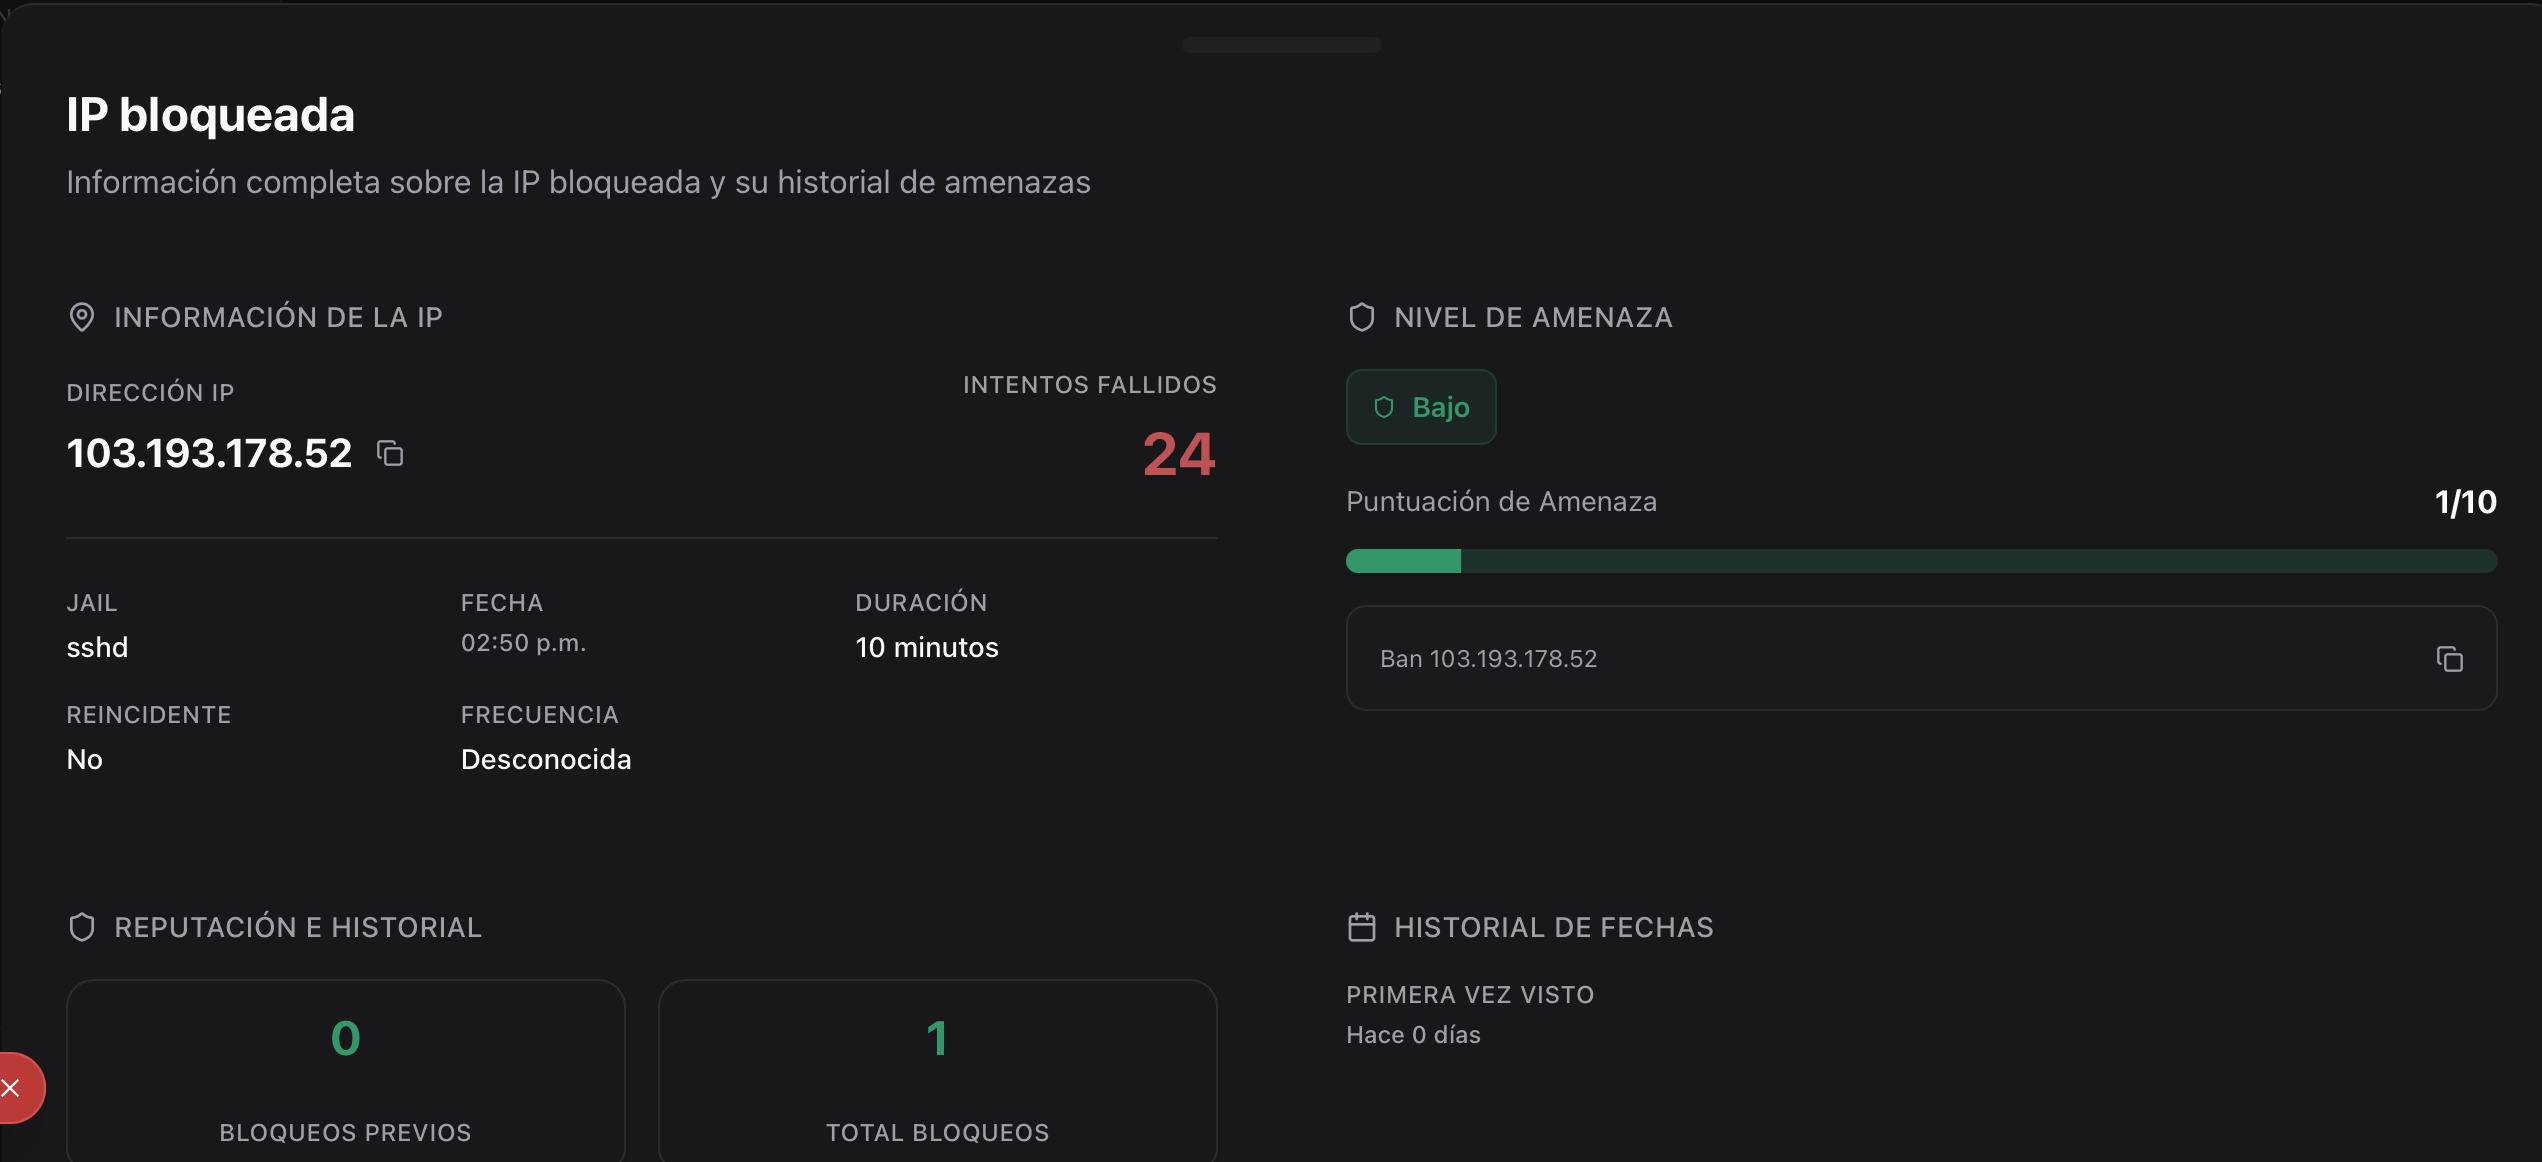 IP bloqueada
Información completa sobre la IP bloqueada y su historial de amenazas
INFORMACIÓN DE LA IP
DIRECCIÓN IP
103.193.178.52
INTENTOS FALLIDOS
24
JAIL
sshd
FECHA
02:50 p.m.
DURACIÓN
10 minutos
REINCIDENTE
No
FRECUENCIA
Desconocida
NIVEL DE AMENAZA
Bajo
Puntuación de Amenaza
1/10
Ban 103.193.178.52
REPUTACIÓN E HISTORIAL
0
BLOQUEOS PREVIOS
1
TOTAL BLOQUEOS
HISTORIAL DE FECHAS
PRIMERA VEZ VISTO
Hace 0 días